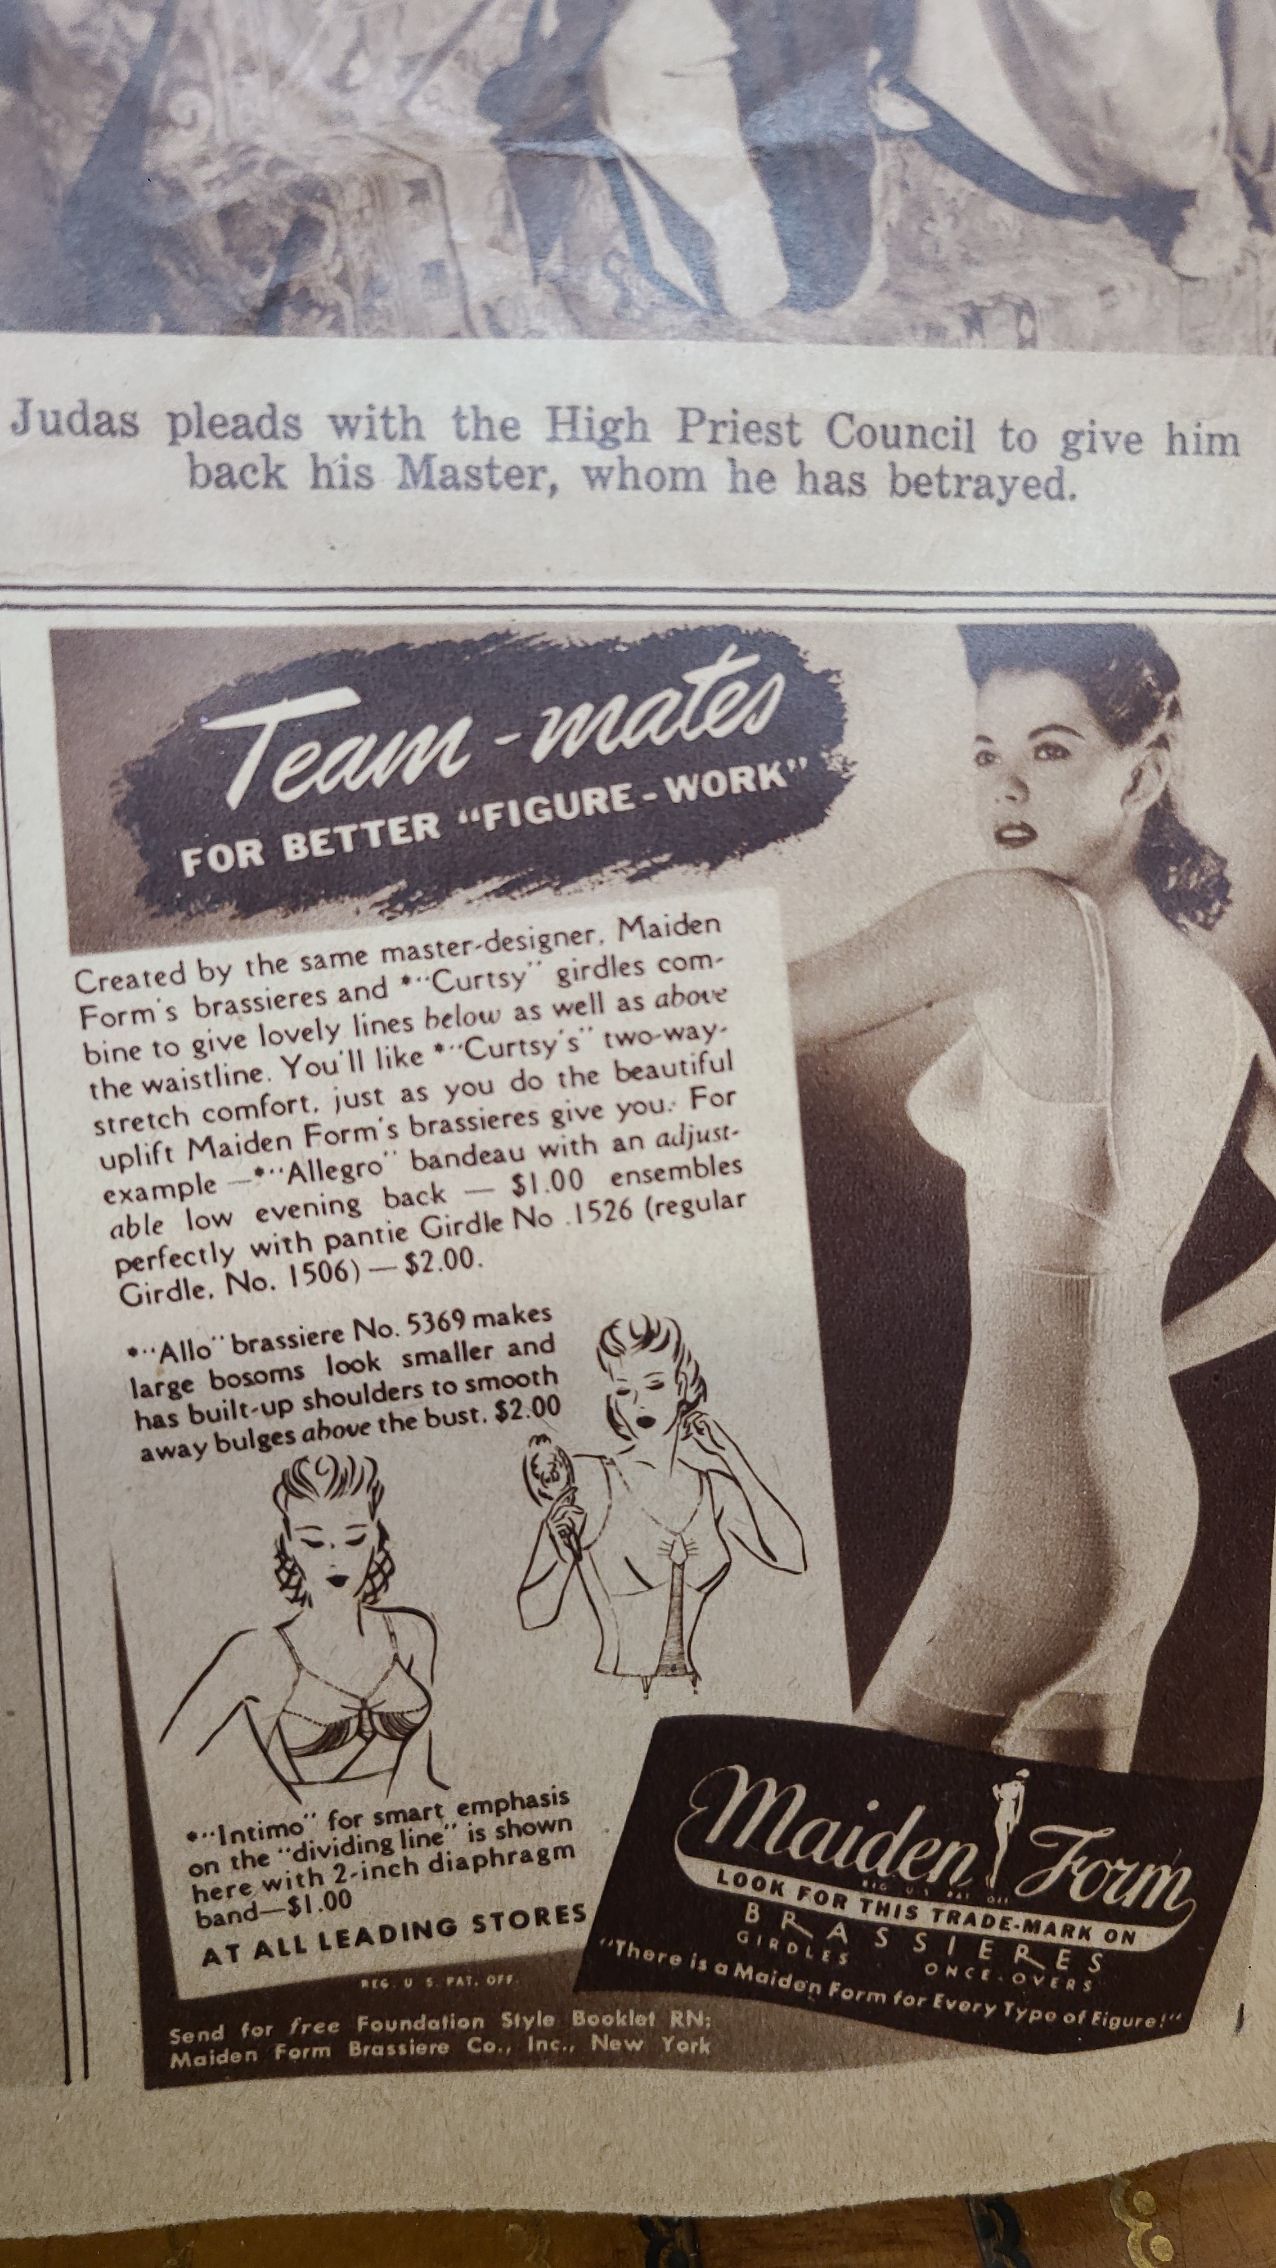 Judas pleads with the High Priest Council to give him
back his Master, whom he has betrayed.
Team-mates
FOR BETTER "FIGURE-WORK"
Created by the same master-designer, Maiden
Form's brassieres and *"Curtsy" girdles com-
bine to give lovely lines below as well as above
the waistline. You'll like *"Curtsy's" two-way-
stretch comfort, just as you do the beautiful
uplift Maiden Form's brassieres give you. For
example —*"Allegro" bandeau with an adjust-
able low evening back — $1.00 ensembles
perfectly with pantie Girdle No .1526 (regular
Girdle, No. 1506) — $2.00.
*"Allo" brassiere No. 5369 makes
large bosoms look smaller and
has built-up shoulders to smooth
away bulges above the bust. $2.00
*"Intimo" for smart emphasis
on the "dividing line" is shown
here with 2-inch diaphragm
band—$1.00
AT ALL LEADING STORES
REG. U S. PAT. OFF.
Send for free Foundation Style Booklet RN:
Maiden Form Brassiere Co., Inc., New York
Maiden Form
REG. U.S. PAT. OFF.
LOOK FOR THIS TRADE-MARK ON
BRASSIERES
GIRDLES ONCE-OVERS
"There is a Maiden Form for Every Type of Figure!"